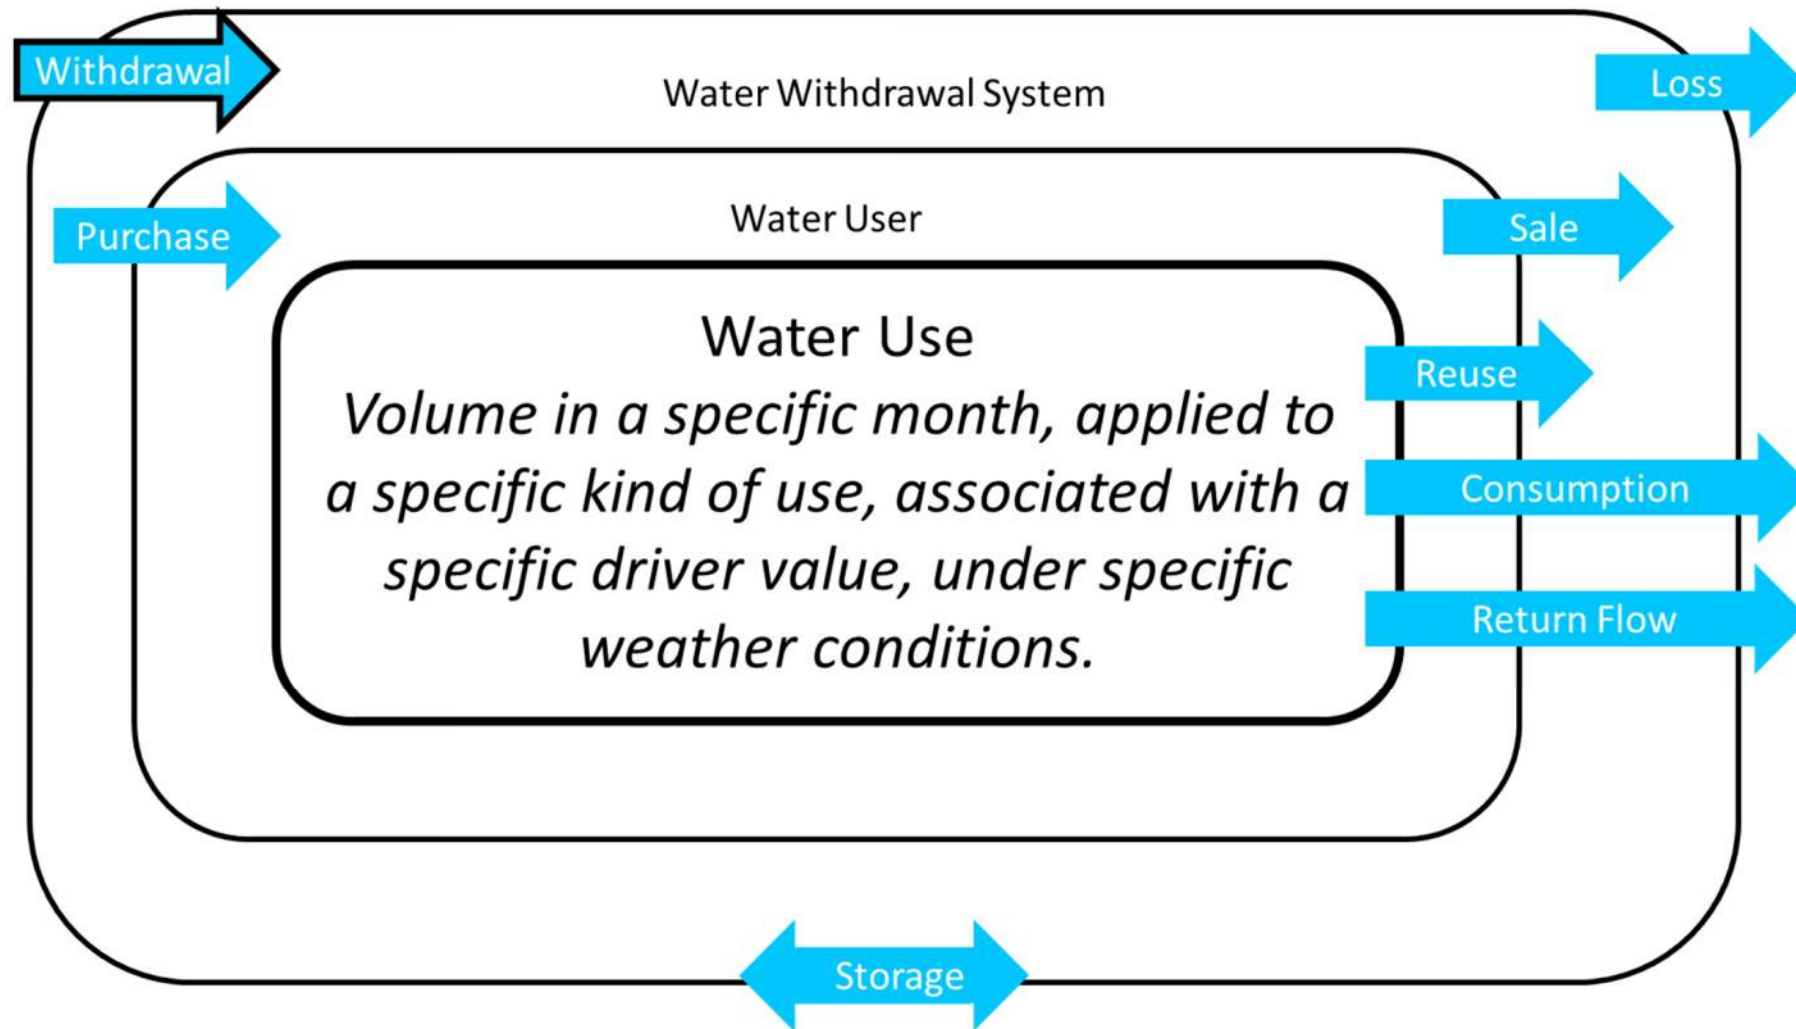 Withdrawal
Water Withdrawal System
Loss
Purchase
Water User
Sale
Water Use
Volume in a specific month, applied to
a specific kind of use, associated with a
specific driver value, under specific
weather conditions.
Reuse
Consumption
Return Flow
Storage